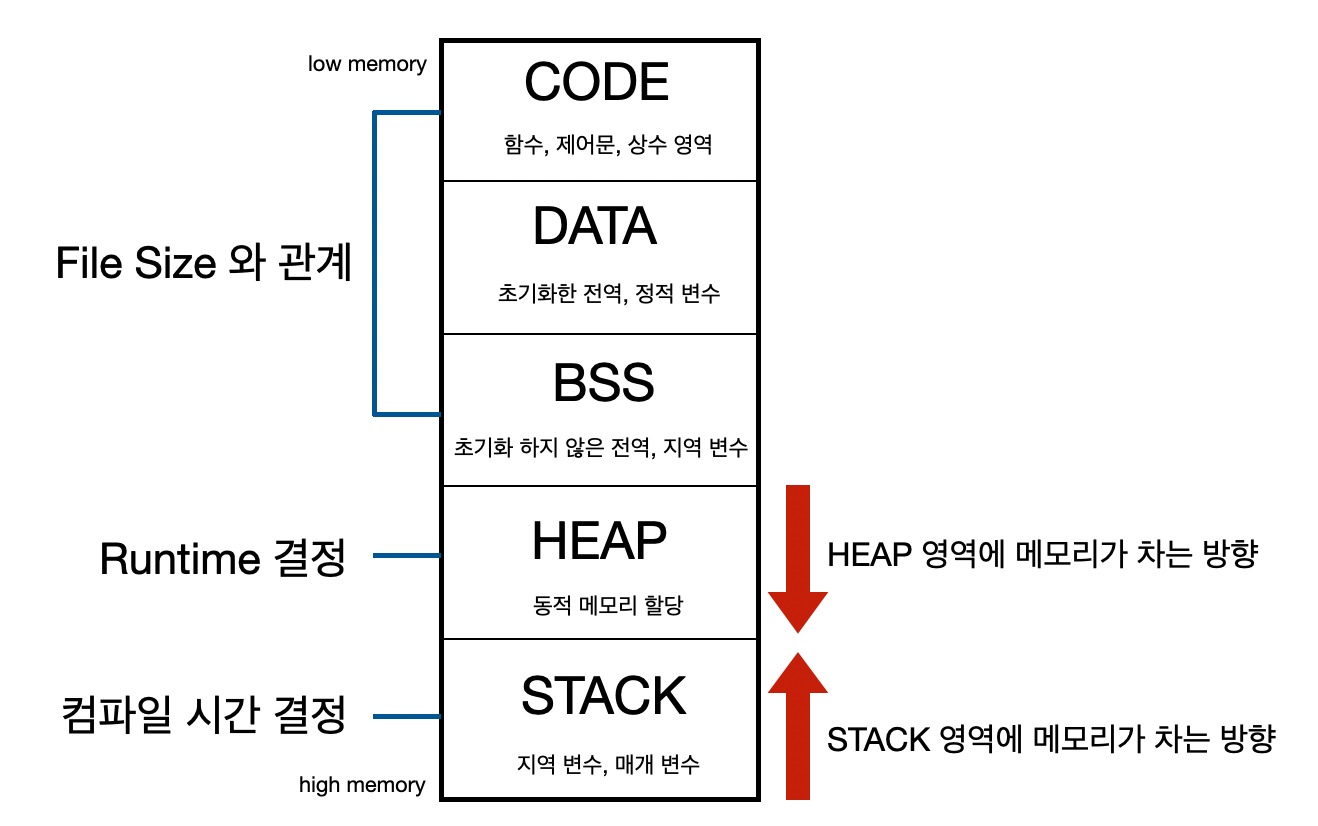 low memory
CODE
함수, 제어문, 상수 영역
DATA
File Size 와 관계
초기화한 전역, 정적 변수
BSS
초기화 하지 않은 전역, 지역 변수
HEAP
Runtime 결정
HEAP 영역에 메모리가 차는 방향
동적 메모리 할당
STACK
컴파일 시간 결정
STACK 영역에 메모리가 차는 방향
지역 변수, 매개 변수
high memory